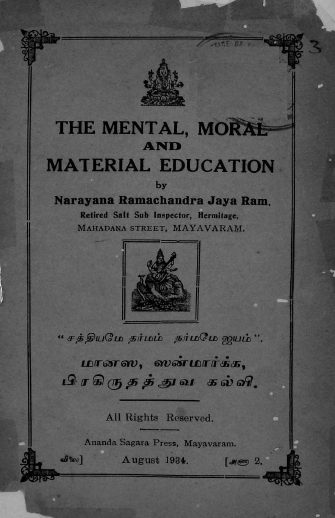 3
THE MENTAL, MORAL
AND
MATERIAL EDUCATION
by
Narayana Ramachandra Jaya Ram.
Retired Salt Sub Inspector, Hermitage,
MAHADANA STREET, MAYAVARAM.
“சத்தியமே தர்மம் தர்மமே ஜயம்”.
மானஸ, ஸன்மார்க்க,
பிரகிருதத்துவ கல்வி.
All Rights Reserved.
Ananda Sagara Press, Mayavaram.
விலை] August 1934. [அணா 2.